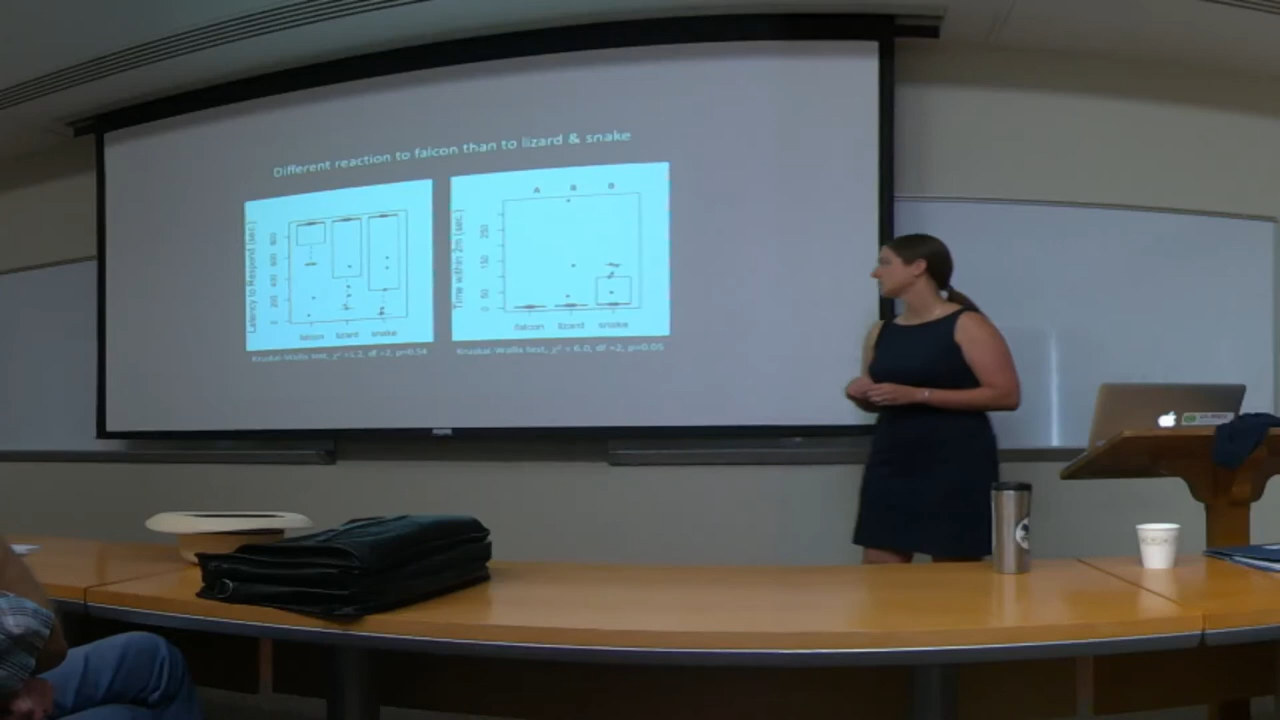 Different reaction to falcon than to lizard & snake
A B B
Latency to Respond (sec)
Time within 2m (sec)
falcon lizard snake
falcon lizard snake
Kruskal-Wallis test, χ² =1.2, df =2, p=0.54
Kruskal-Wallis test, χ² = 6.0, df =2, p=0.05